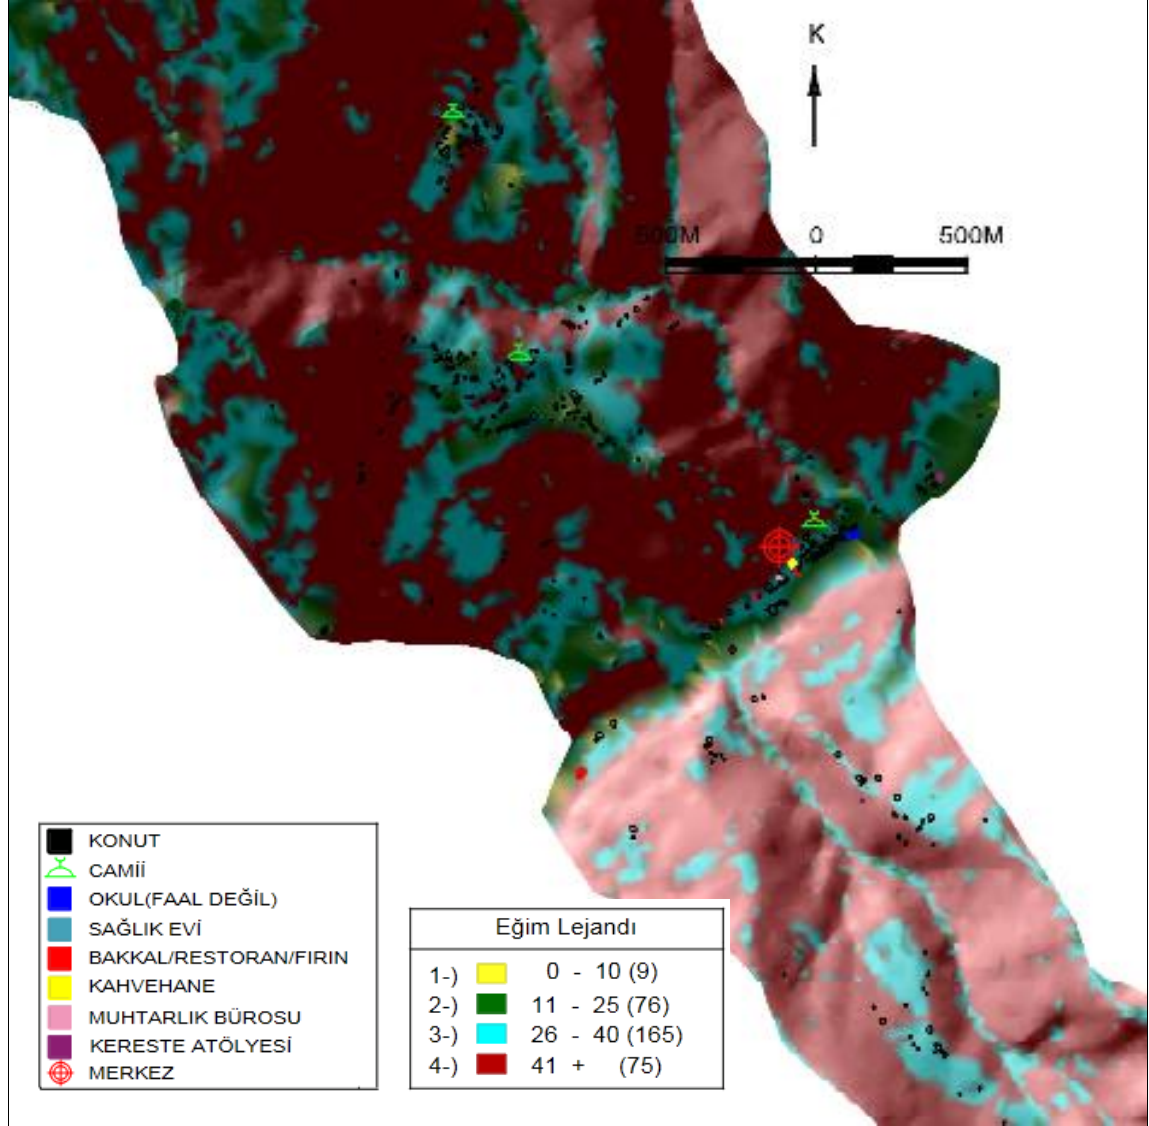 K
500M 0 500M
KONUT
CAMİİ
OKUL(FAAL DEĞİL)
SAĞLIK EVİ
BAKKAL/RESTORAN/FIRIN
KAHVEHANE
MUHTARLIK BÜROSU
KERESTE ATÖLYESİ
MERKEZ
Eğim Lejandı
1-) 0 - 10 (9)
2-) 11 - 25 (76)
3-) 26 - 40 (165)
4-) 41 + (75)